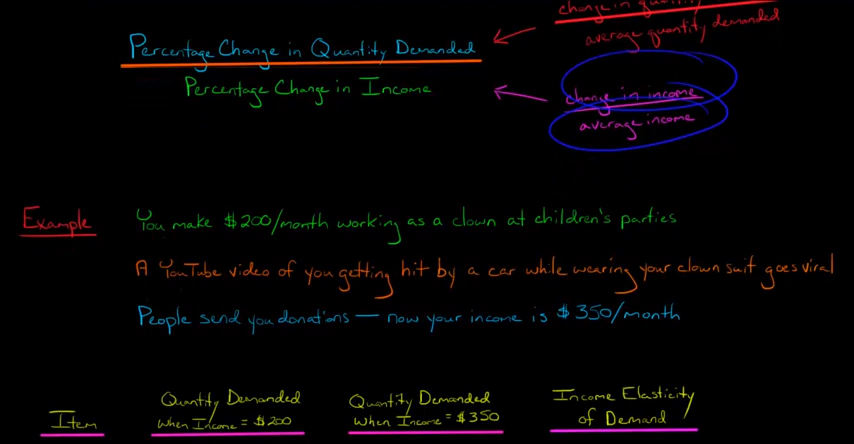 change in
average quantity demanded
Percentage Change in Quantity Demanded
Percentage Change in Income
change in income
average income
Example
You make $200/month working as a clown at children's parties
A YouTube video of you getting hit by a car while wearing your clown suit goes viral
People send you donations — now your income is $350/month
Item
Quantity Demanded
when Income = $200
Quantity Demanded
when Income = $350
Income Elasticity
of Demand